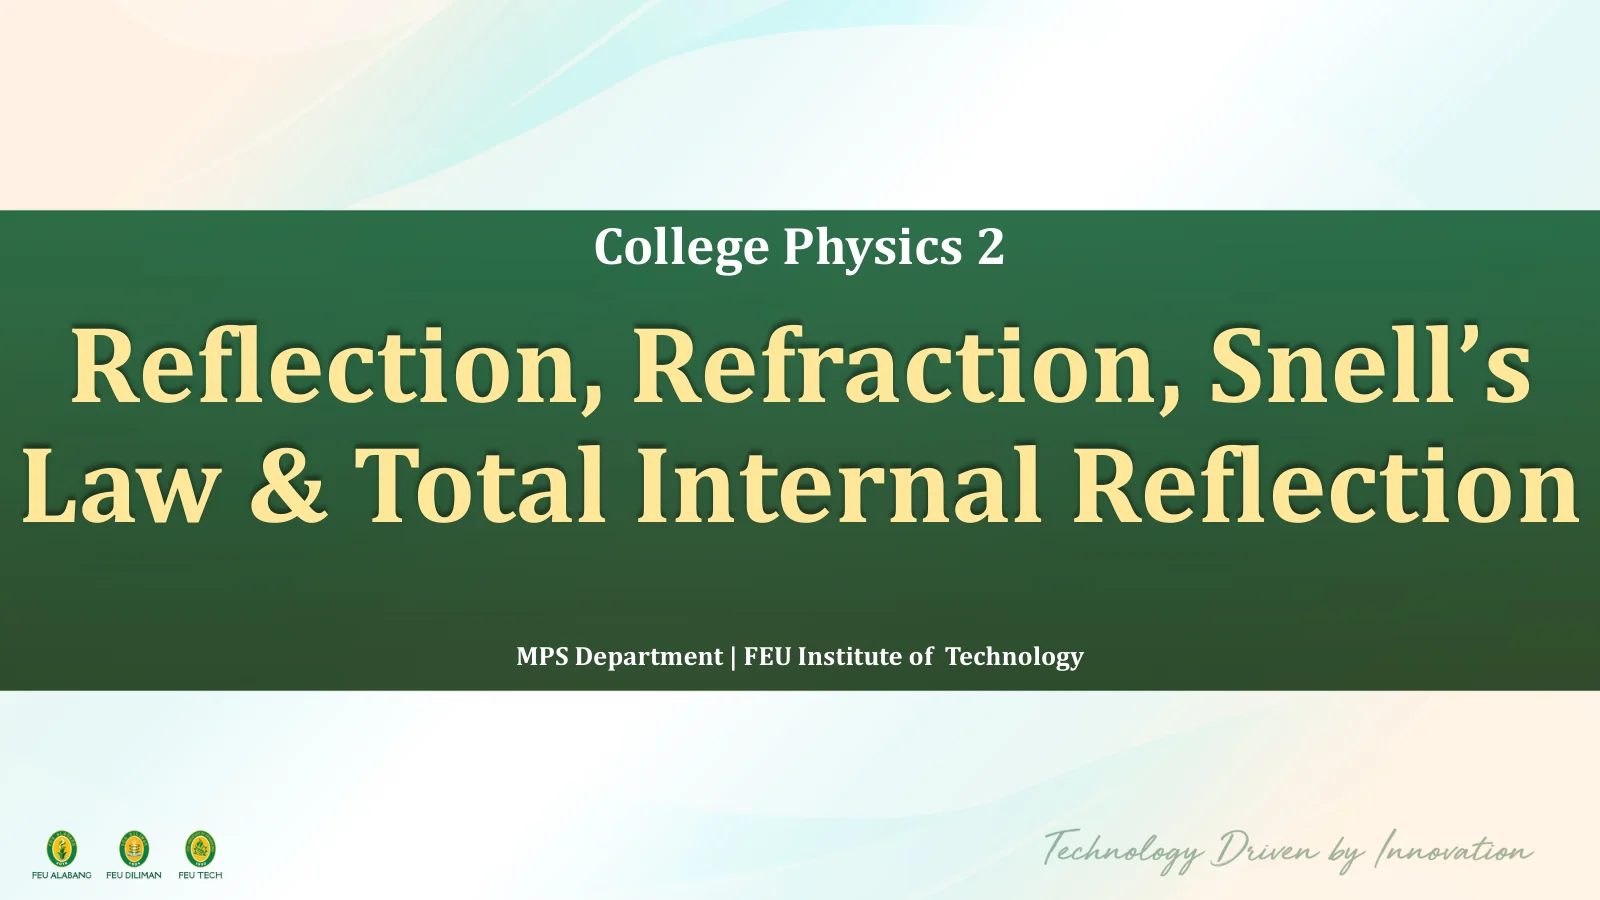 College Physics 2
Reflection, Refraction, Snell’s
Law & Total Internal Reflection
MPS Department | FEU Institute of  Technology
FEU ALABANG
FEU DILIMAN
FEU TECH
Technology Driven by Innovation